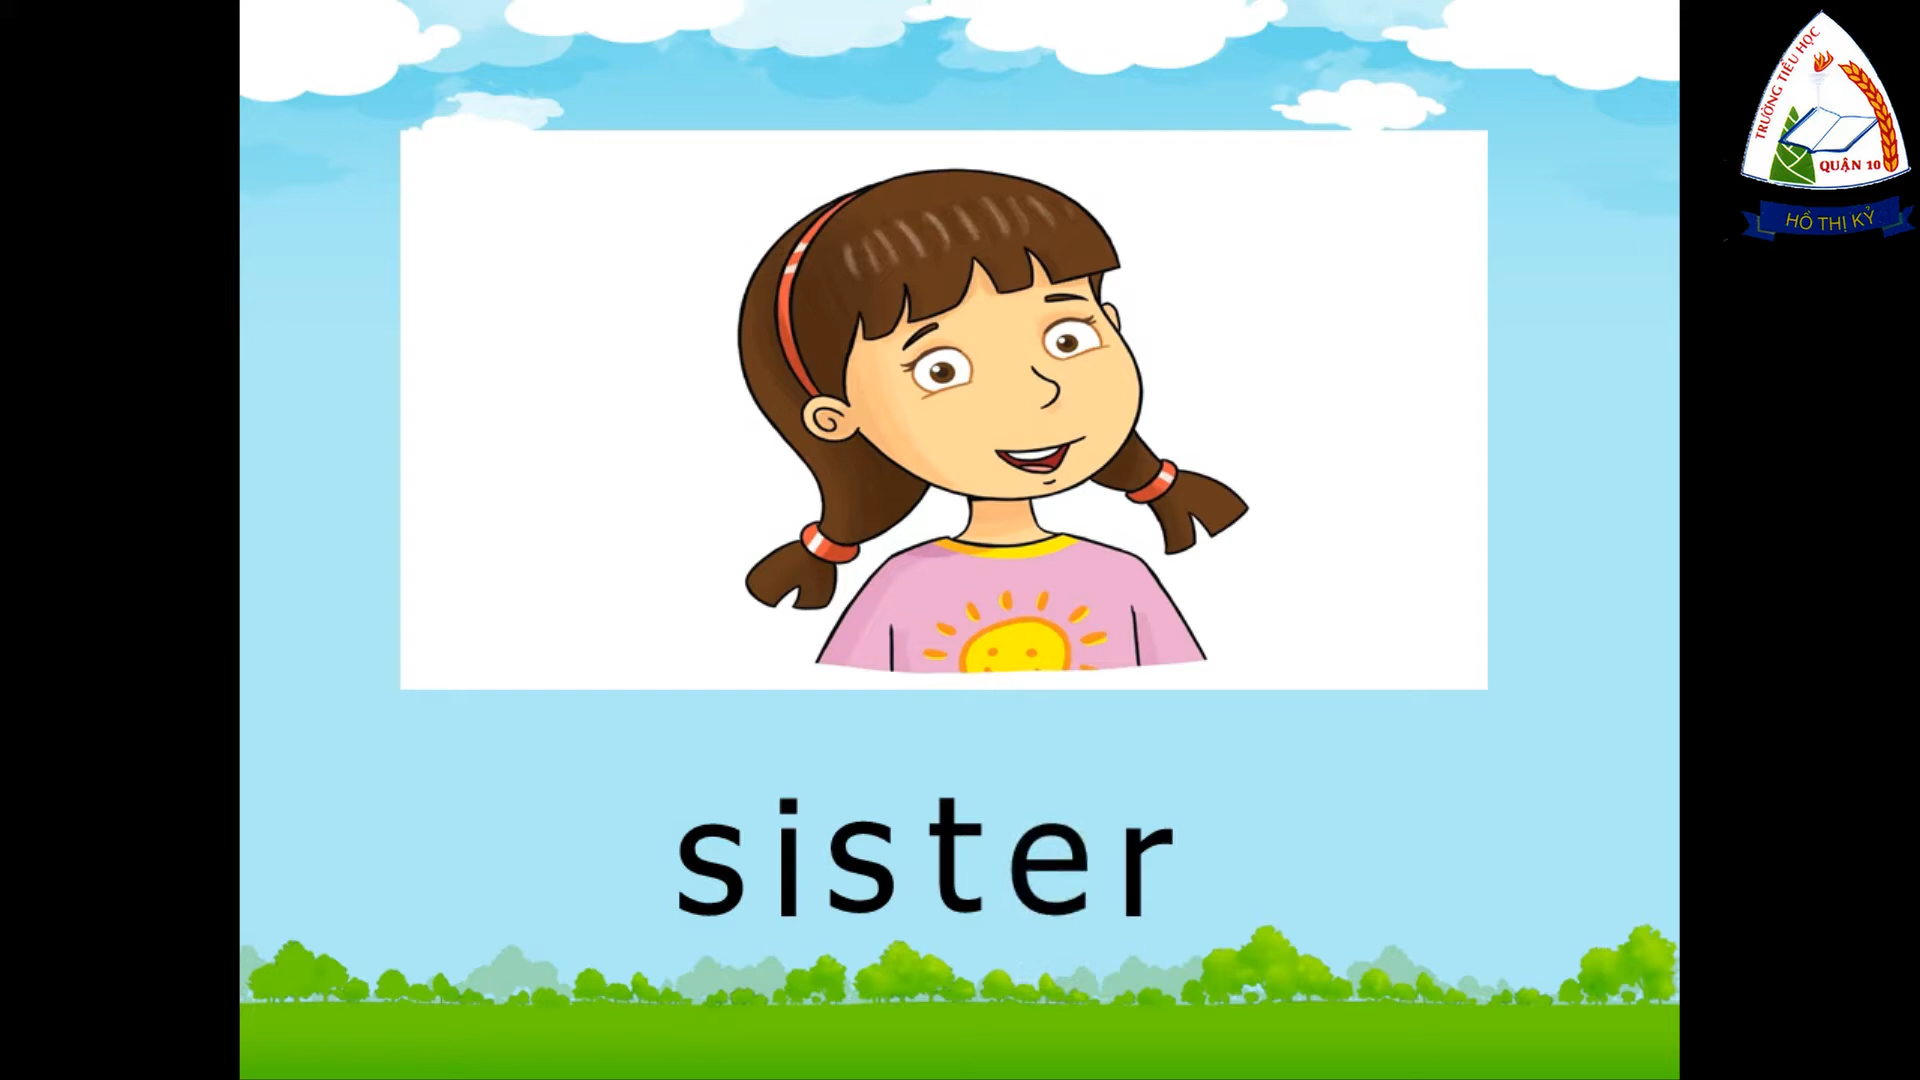 TRƯỜNG TIỂU HỌC
QUẬN 10
HỒ THỊ KỶ
sister